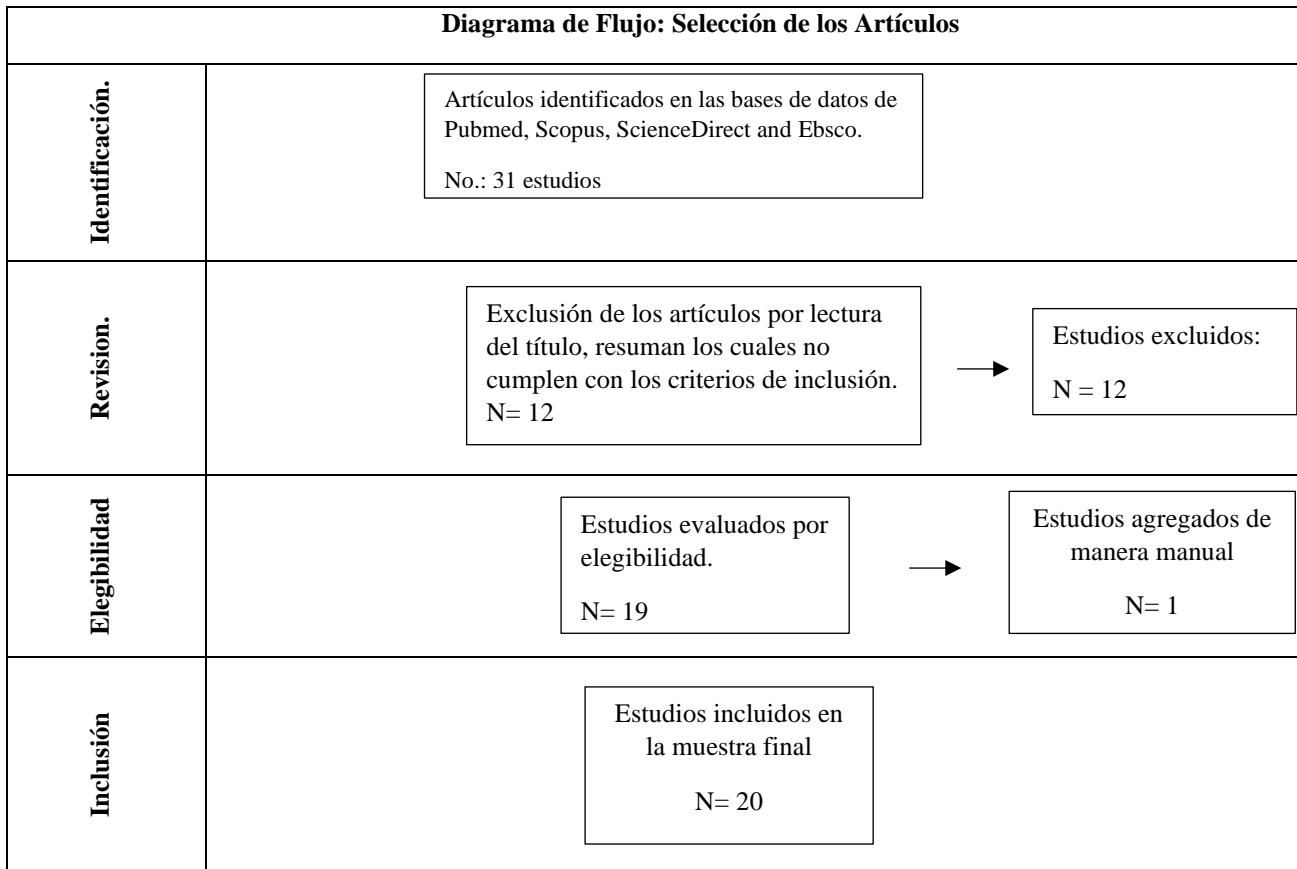 Diagrama de Flujo: Selección de los Artículos
Identificación.
Artículos identificados en las bases de datos de
Pubmed, Scopus, ScienceDirect and Ebsco.
No.: 31 estudios
Revision.
Exclusión de los artículos por lectura
del título, resuman los cuales no
cumplen con los criterios de inclusión.
N= 12
Estudios excluidos:
N = 12
Elegibilidad
Estudios evaluados por
elegibilidad.
N= 19
Estudios agregados de
manera manual
N= 1
Inclusión
Estudios incluidos en
la muestra final
N= 20